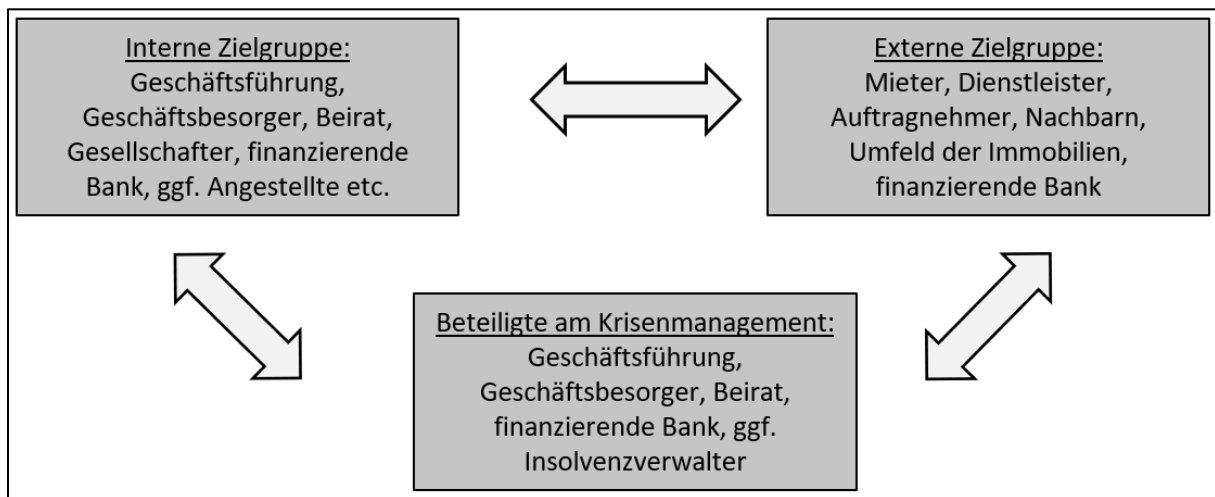 Interne Zielgruppe:
Geschäftsführung,
Geschäftsbesorger, Beirat,
Gesellschafter, finanzierende
Bank, ggf. Angestellte etc.
Externe Zielgruppe:
Mieter, Dienstleister,
Auftragnehmer, Nachbarn,
Umfeld der Immobilien,
finanzierende Bank
Beteiligte am Krisenmanagement:
Geschäftsführung,
Geschäftsbesorger, Beirat,
finanzierende Bank, ggf.
Insolvenzverwalter